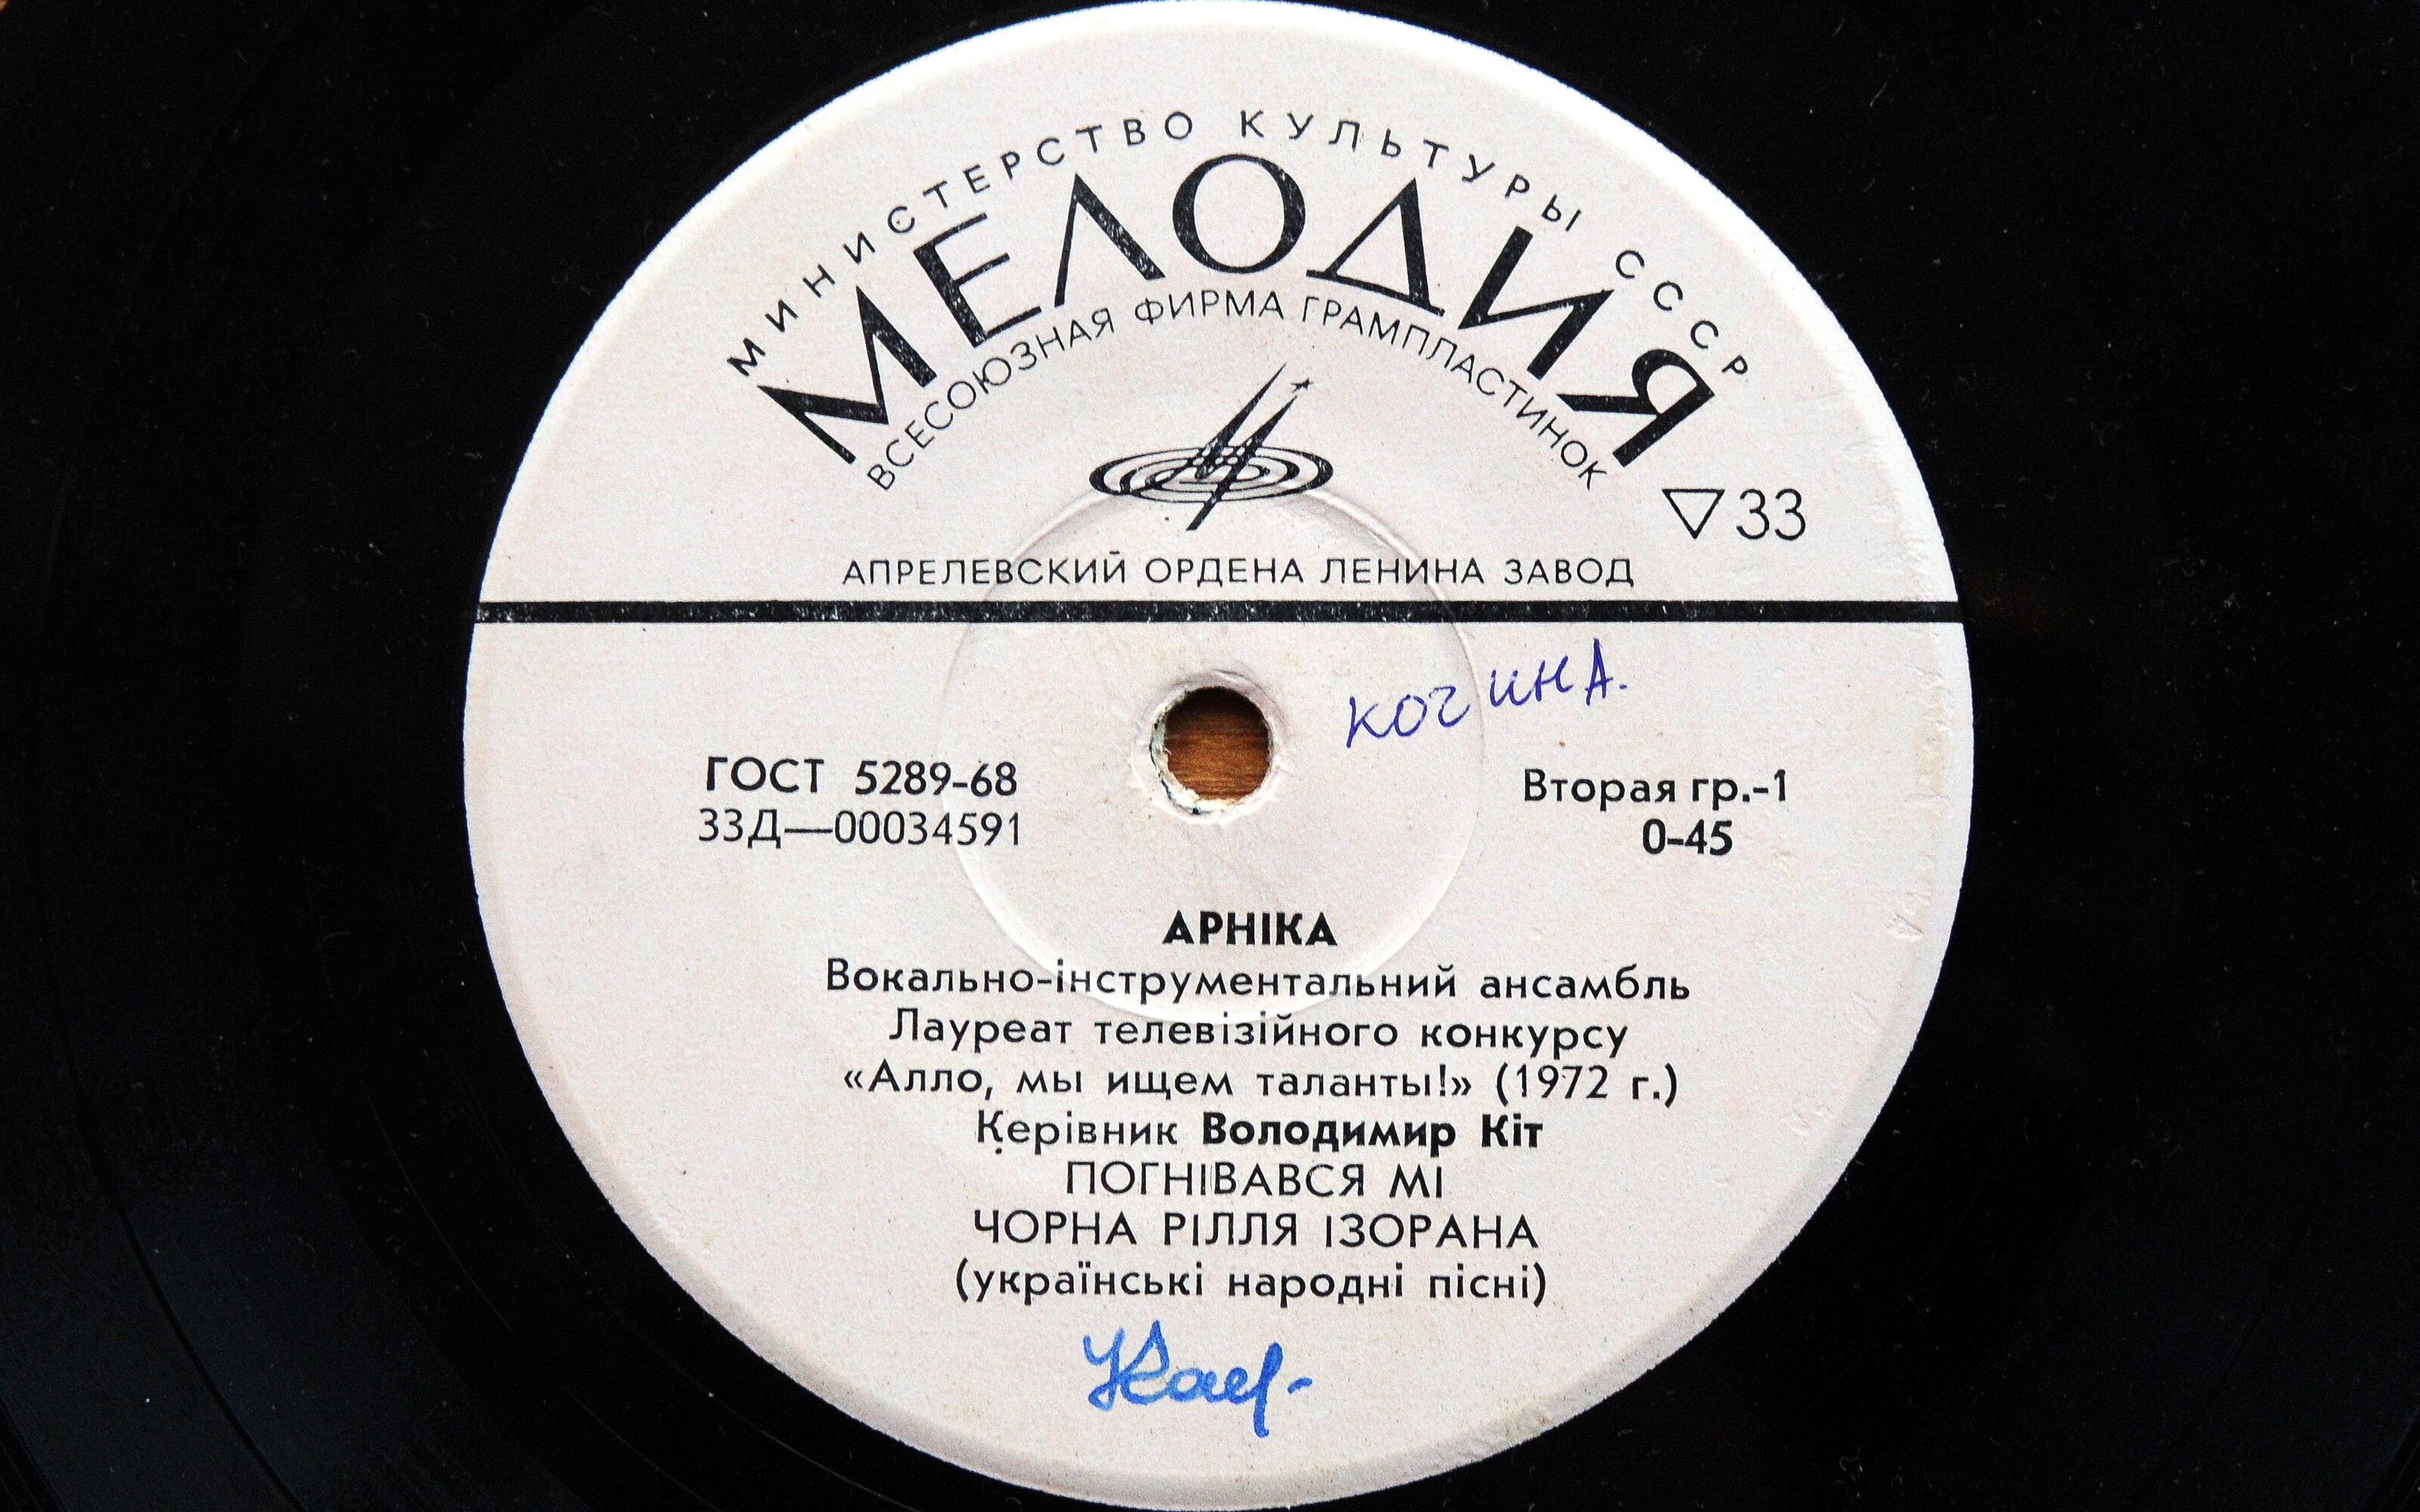 МИНИСТЕРСТВО КУЛЬТУРЫ СССР
МЕЛОДИЯ
ВСЕСОЮЗНАЯ ФИРМА ГРАМПЛАСТИНОК
33
АПРЕЛЕВСКИЙ ОРДЕНА ЛЕНИНА ЗАВОД
КОЧИНА.
ГОСТ 5289-68
33Д—00034591
Вторая гр.-1
0-45
АРНІКА
Вокально-інструментальний ансамбль
Лауреат телевізійного конкурсу
«Алло, мы ищем таланты!» (1972 г.)
Керівник Володимир Кіт
ПОГНІВАВСЯ МІ
ЧОРНА РІЛЛЯ ІЗОРАНА
(українські народні пісні)